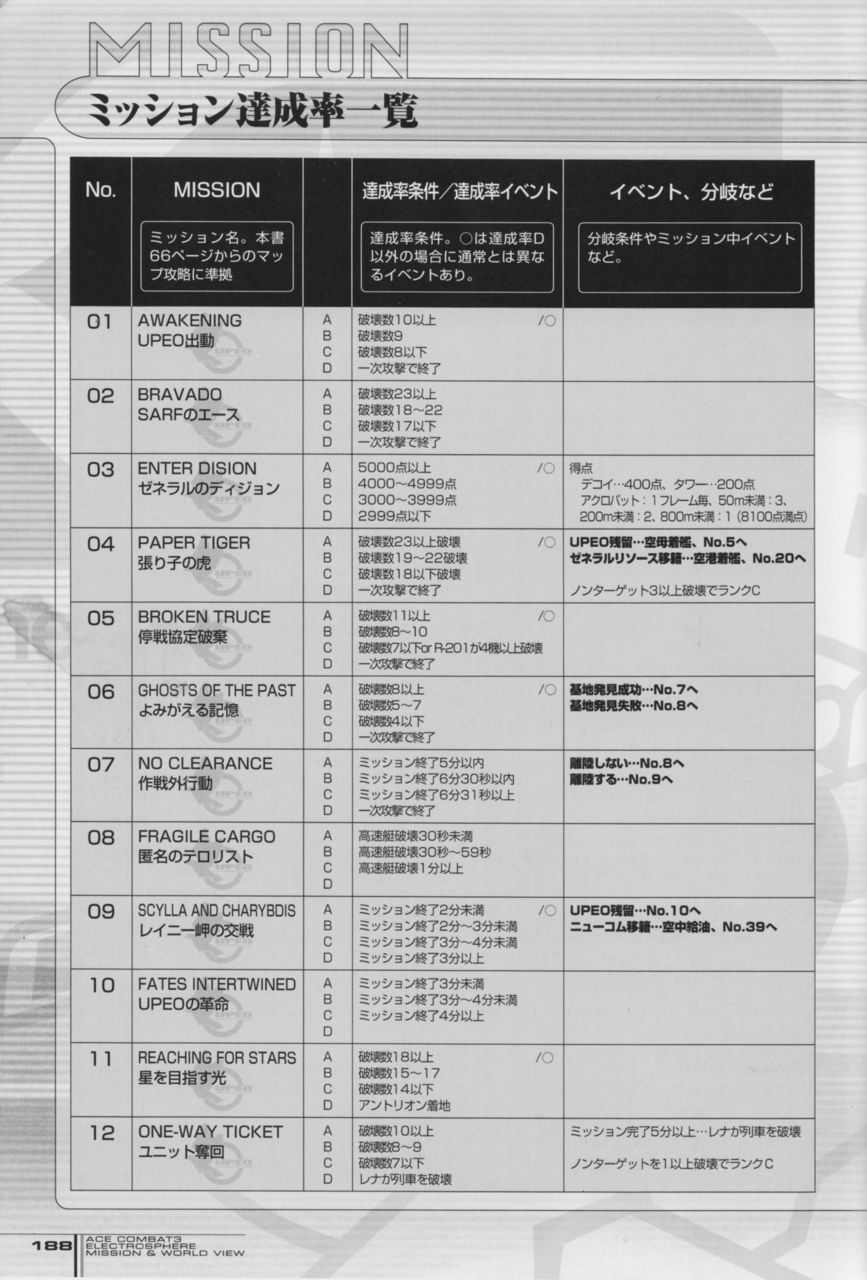 MISSION
ミッション達成率一覧
No.
MISSION
達成率条件／達成率イベント
イベント、分岐など
ミッション名。本書
66ページからのマッ
プ攻略に準拠
達成率条件。○は達成率D
以外の場合に通常とは異な
るイベントあり。
分岐条件やミッション中イベント
など。
01
AWAKENING
UPEO出動
A 破壊数10以上 /○
B 破壊数9
C 破壊数8以下
D 一次攻撃で終了
02
BRAVADO
SARFのエース
A 破壊数23以上
B 破壊数18〜22
C 破壊数17以下
D 一次攻撃で終了
03
ENTER DISION
ゼネラルのディジョン
A 5000点以上 /○
B 4000〜4999点
C 3000〜3999点
D 2999点以下
得点
デコイ…400点、タワー…200点
アクロバット：1フレーム毎、50m未満：3、
200m未満：2、800m未満：1（8100点満点）
04
PAPER TIGER
張り子の虎
A 破壊数23以上破壊 /○
B 破壊数19〜22破壊
C 破壊数18以下破壊
D 一次攻撃で終了
UPEO残留…空母着艦、No.5へ
ゼネラルリソース移籍…空港着艦、No.20へ
ノンターゲット3以上破壊でランクC
05
BROKEN TRUCE
停戦協定破棄
A 破壊数11以上 /○
B 破壊数8〜10
C 破壊数7以下or R-201が4機以上破壊
D 一次攻撃で終了
06
GHOSTS OF THE PAST
よみがえる記憶
A 破壊数8以上 /○
B 破壊数5〜7
C 破壊数4以下
D 一次攻撃で終了
基地発見成功…No.7へ
基地発見失敗…No.8へ
07
NO CLEARANCE
作戦外行動
A ミッション終了5分以内
B ミッション終了6分30秒以内
C ミッション終了6分31秒以上
D 一次攻撃で終了
離陸しない…No.8へ
離陸する…No.9へ
08
FRAGILE CARGO
匿名のテロリスト
A 高速艇破壊30秒未満
B 高速艇破壊30秒〜59秒
C 高速艇破壊1分以上
D
09
SCYLLA AND CHARYBDIS
レイニー岬の交戦
A ミッション終了2分未満 /○
B ミッション終了2分〜3分未満
C ミッション終了3分〜4分未満
D ミッション終了3分以上
UPEO残留…No.10へ
ニューコム移籍…空中給油、No.39へ
10
FATES INTERTWINED
UPEOの革命
A ミッション終了3分未満
B ミッション終了3分〜4分未満
C ミッション終了4分以上
D
11
REACHING FOR STARS
星を目指す光
A 破壊数18以上 /○
B 破壊数15〜17
C 破壊数14以下
D アントリオン着地
12
ONE-WAY TICKET
ユニット奪回
A 破壊数10以上
B 破壊数8〜9
C 破壊数7以下
D レナが列車を破壊
ミッション完了5分以上…レナが列車を破壊
ノンターゲットを1以上破壊でランクC
188
ACE COMBAT3
ELECTROSPHERE
MISSION & WORLD VIEW